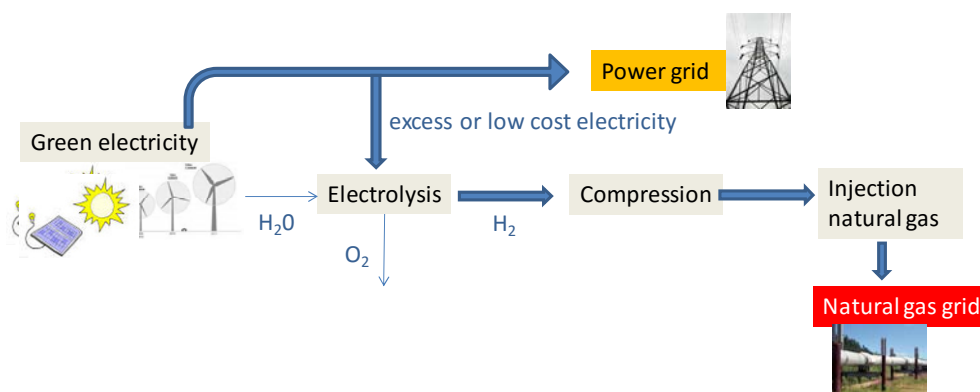 Power grid
excess or low cost electricity
Green electricity
Electrolysis
Compression
Injection
natural gas
H₂0
H₂
O₂
Natural gas grid